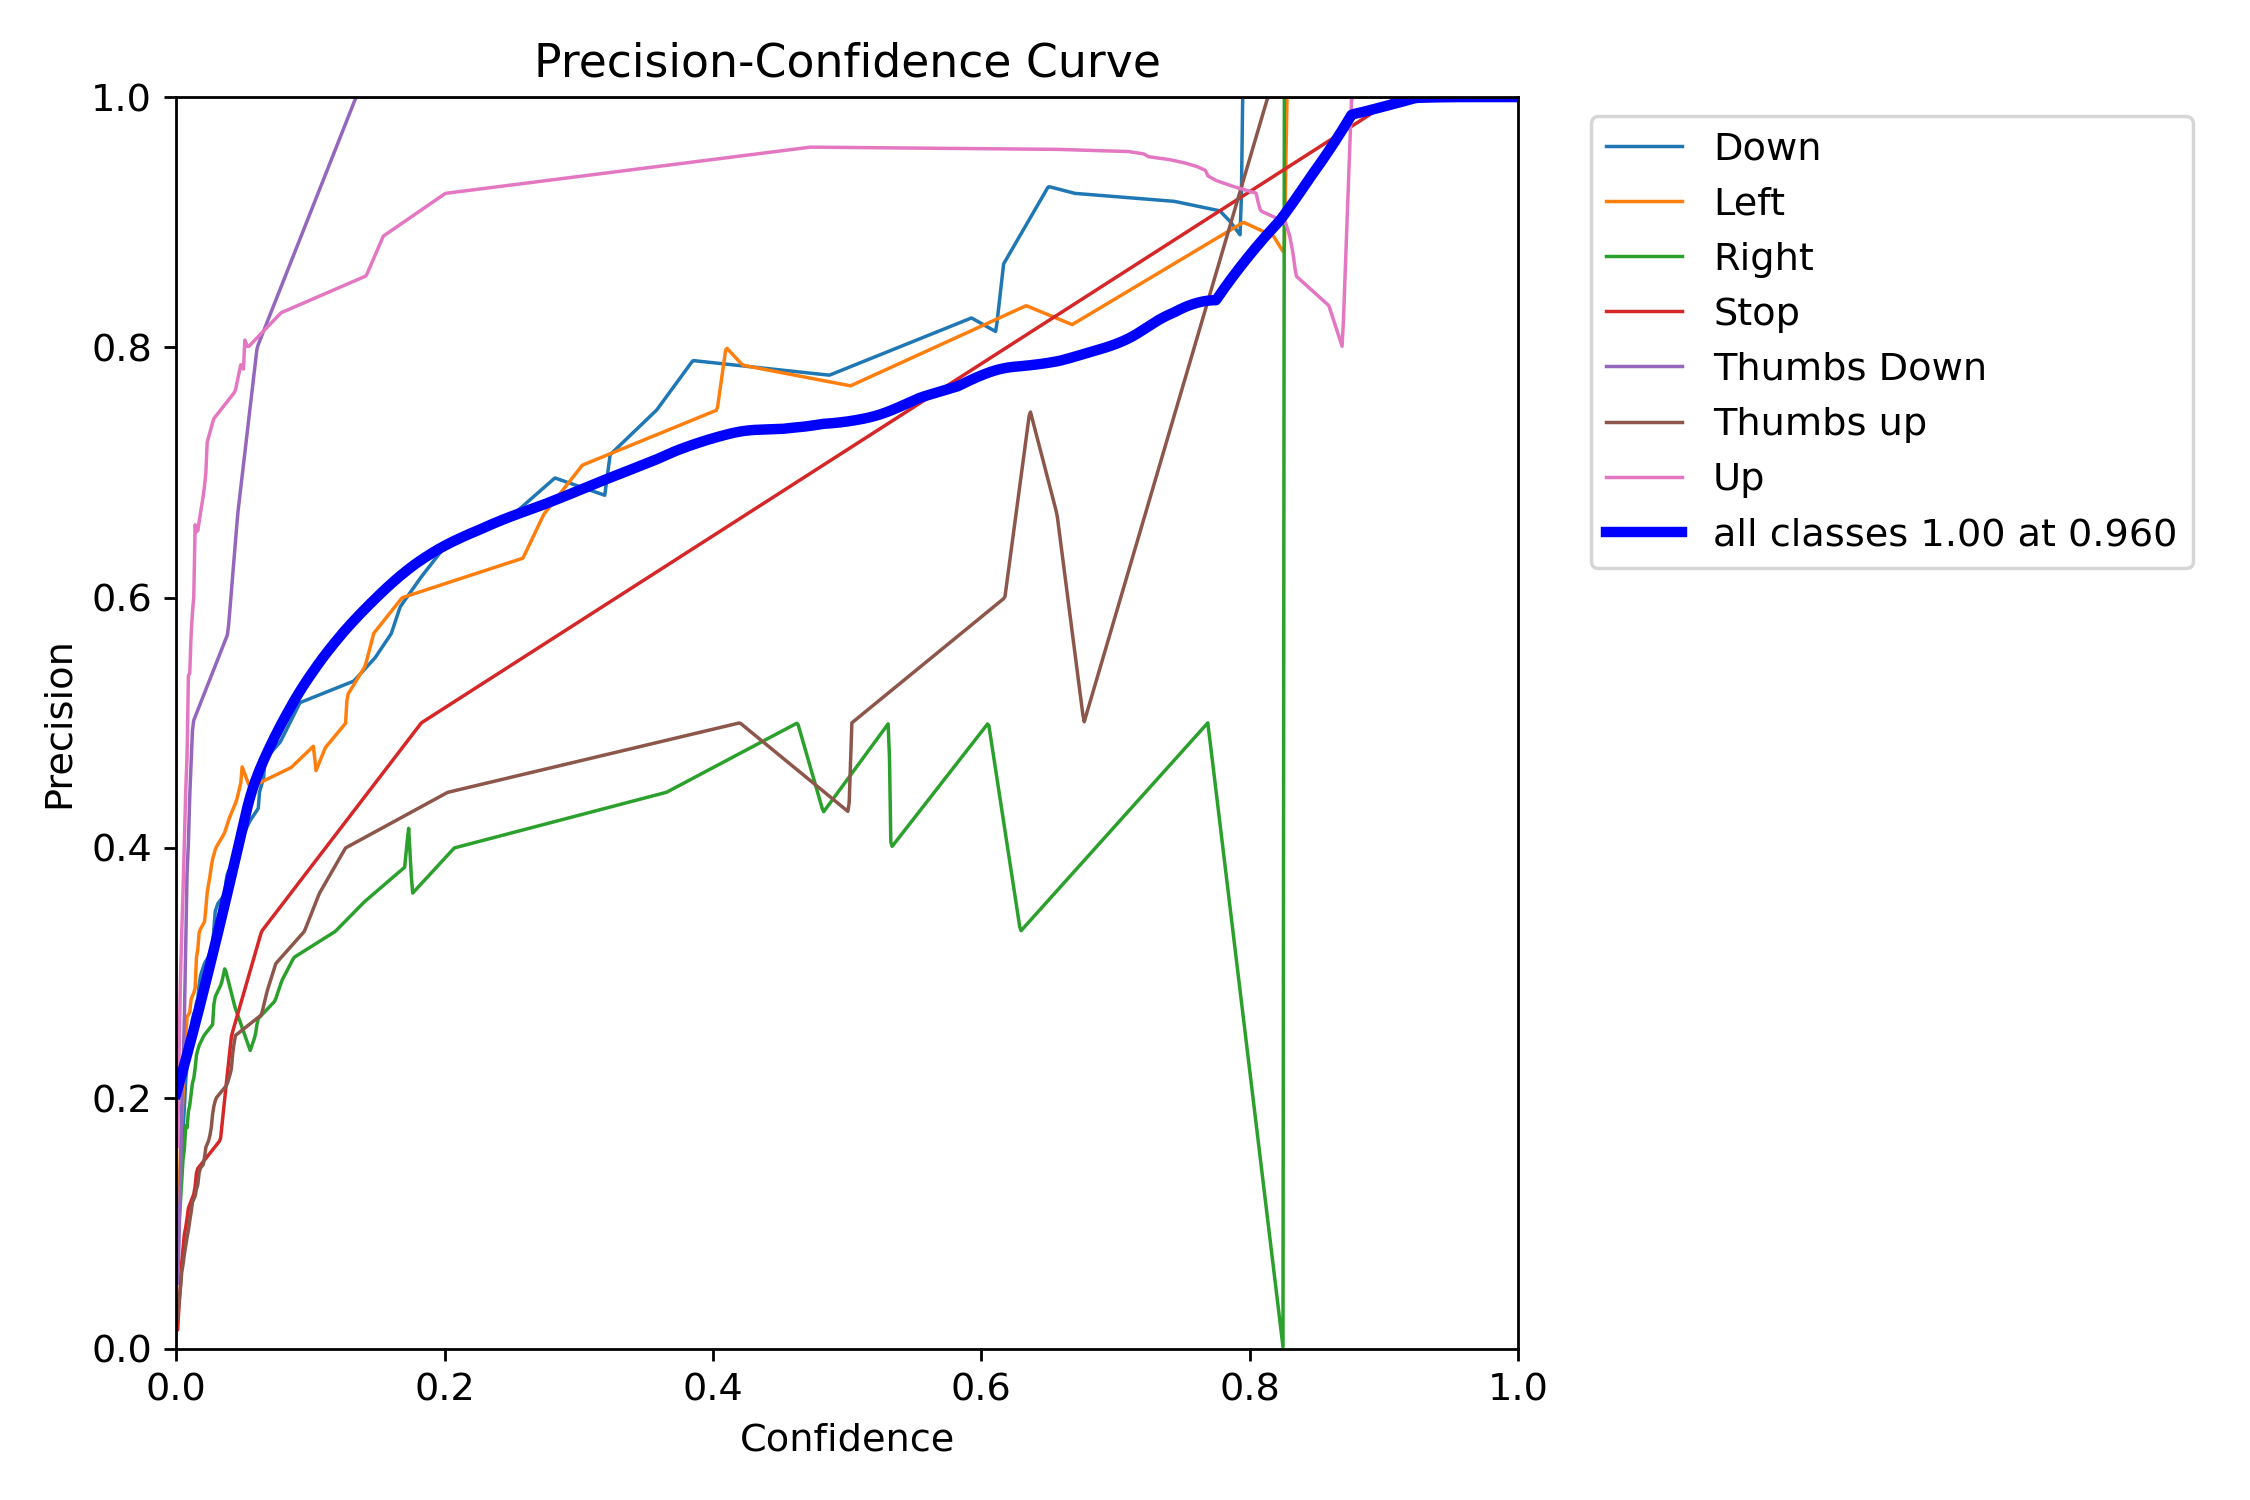 Precision-Confidence Curve
1.0
0.8
0.6
0.4
0.2
0.0
Precision
0.0 0.2 0.4 0.6 0.8 1.0
Confidence
Down
Left
Right
Stop
Thumbs Down
Thumbs up
Up
all classes 1.00 at 0.960